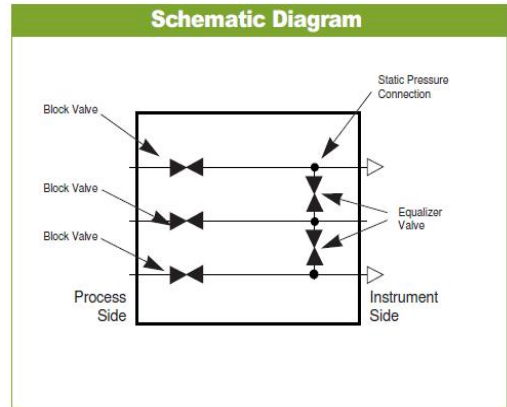 Schematic Diagram
Static Pressure
Connection
Block Valve
Block Valve
Equalizer
Valve
Block Valve
Process
Side
Instrument
Side